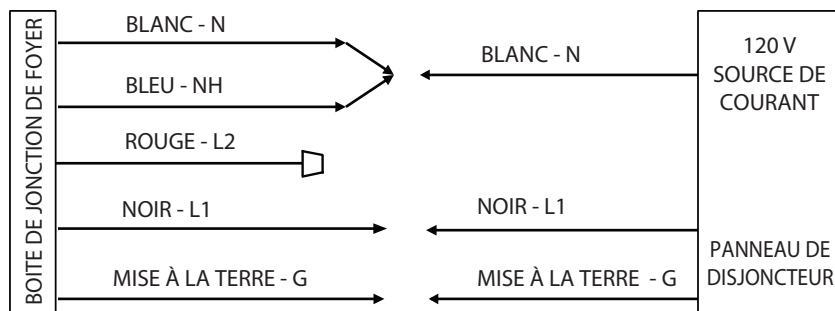 BOITE DE JONCTION DE FOYER
BLANC - N
BLEU - NH
ROUGE - L2
NOIR - L1
MISE À LA TERRE - G
BLANC - N
NOIR - L1
MISE À LA TERRE - G
120 V
SOURCE DE
COURANT
PANNEAU DE
DISJONCTEUR